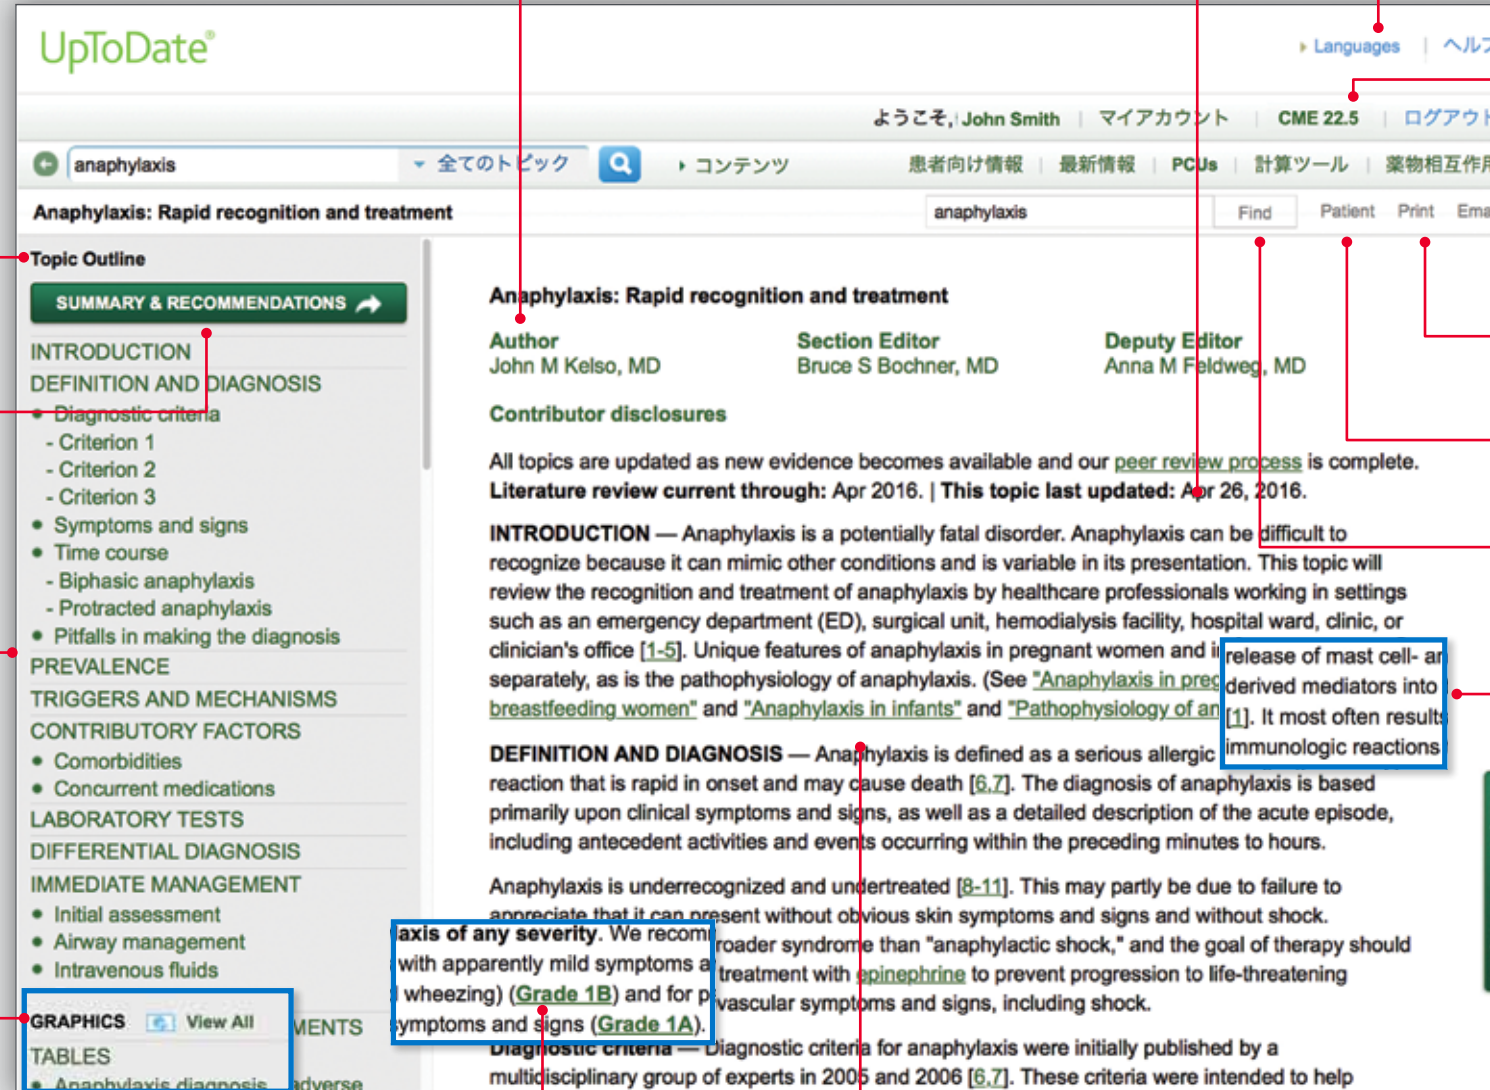 UpToDate®
Languages | ヘルプ
ようこそ, John Smith | マイアカウント | CME 22.5 | ログアウト
anaphylaxis 全てのトピック コンテンツ 患者向け情報 | 最新情報 | PCUs | 計算ツール | 薬物相互作用
Anaphylaxis: Rapid recognition and treatment anaphylaxis Find Patient Print Ema
Topic Outline
SUMMARY & RECOMMENDATIONS
INTRODUCTION
DEFINITION AND DIAGNOSIS
• Diagnostic criteria
- Criterion 1
- Criterion 2
- Criterion 3
• Symptoms and signs
• Time course
- Biphasic anaphylaxis
- Protracted anaphylaxis
• Pitfalls in making the diagnosis
PREVALENCE
TRIGGERS AND MECHANISMS
CONTRIBUTORY FACTORS
• Comorbidities
• Concurrent medications
LABORATORY TESTS
DIFFERENTIAL DIAGNOSIS
IMMEDIATE MANAGEMENT
• Initial assessment
• Airway management
• Intravenous fluids
GRAPHICS View All
MENTS
TABLES
• Anaphylaxis diagnosis
adverse
Anaphylaxis: Rapid recognition and treatment
Author Section Editor Deputy Editor
John M Kelso, MD Bruce S Bochner, MD Anna M Feldweg, MD
Contributor disclosures
All topics are updated as new evidence becomes available and our peer review process is complete.
Literature review current through: Apr 2016. | This topic last updated: Apr 26, 2016.
INTRODUCTION — Anaphylaxis is a potentially fatal disorder. Anaphylaxis can be difficult to
recognize because it can mimic other conditions and is variable in its presentation. This topic will
review the recognition and treatment of anaphylaxis by healthcare professionals working in settings
such as an emergency department (ED), surgical unit, hemodialysis facility, hospital ward, clinic, or
clinician's office [1-5]. Unique features of anaphylaxis in pregnant women and i
separately, as is the pathophysiology of anaphylaxis. (See "Anaphylaxis in preg
breastfeeding women" and "Anaphylaxis in infants" and "Pathophysiology of an
release of mast cell- an
derived mediators into
[1]. It most often results
immunologic reactions
DEFINITION AND DIAGNOSIS — Anaphylaxis is defined as a serious allergic
reaction that is rapid in onset and may cause death [6,7]. The diagnosis of anaphylaxis is based
primarily upon clinical symptoms and signs, as well as a detailed description of the acute episode,
including antecedent activities and events occurring within the preceding minutes to hours.
Anaphylaxis is underrecognized and undertreated [8-11]. This may partly be due to failure to
appreciate that it can present without obvious skin symptoms and signs and without shock.
roader syndrome than "anaphylactic shock," and the goal of therapy should
treatment with epinephrine to prevent progression to life-threatening
vascular symptoms and signs, including shock.
axis of any severity. We recom
with apparently mild symptoms a
wheezing) (Grade 1B) and for p
symptoms and signs (Grade 1A).
Diagnostic criteria — Diagnostic criteria for anaphylaxis were initially published by a
multidisciplinary group of experts in 2005 and 2006 [6,7]. These criteria were intended to help